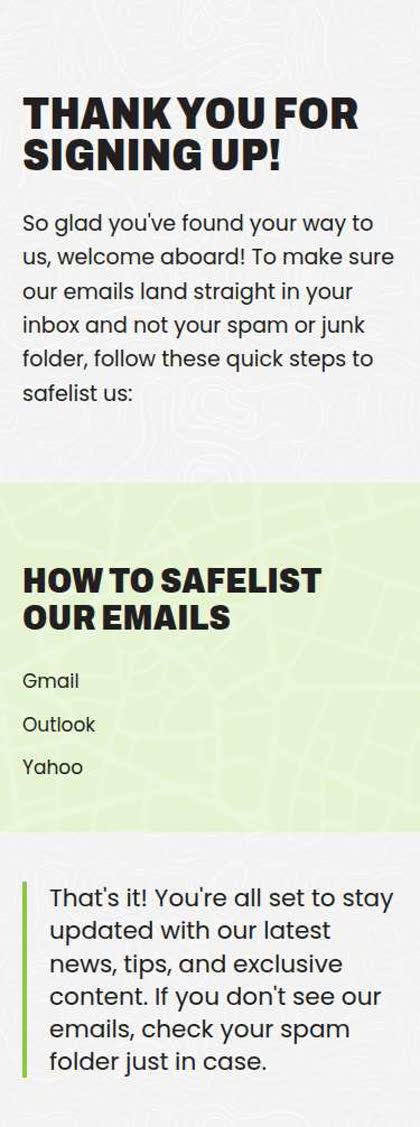 THANK YOU FOR
SIGNING UP!
So glad you've found your way to
us, welcome aboard! To make sure
our emails land straight in your
inbox and not your spam or junk
folder, follow these quick steps to
safelist us:
HOW TO SAFELIST
OUR EMAILS
Gmail
Outlook
Yahoo
That's it! You're all set to stay
updated with our latest
news, tips, and exclusive
content. If you don't see our
emails, check your spam
folder just in case.